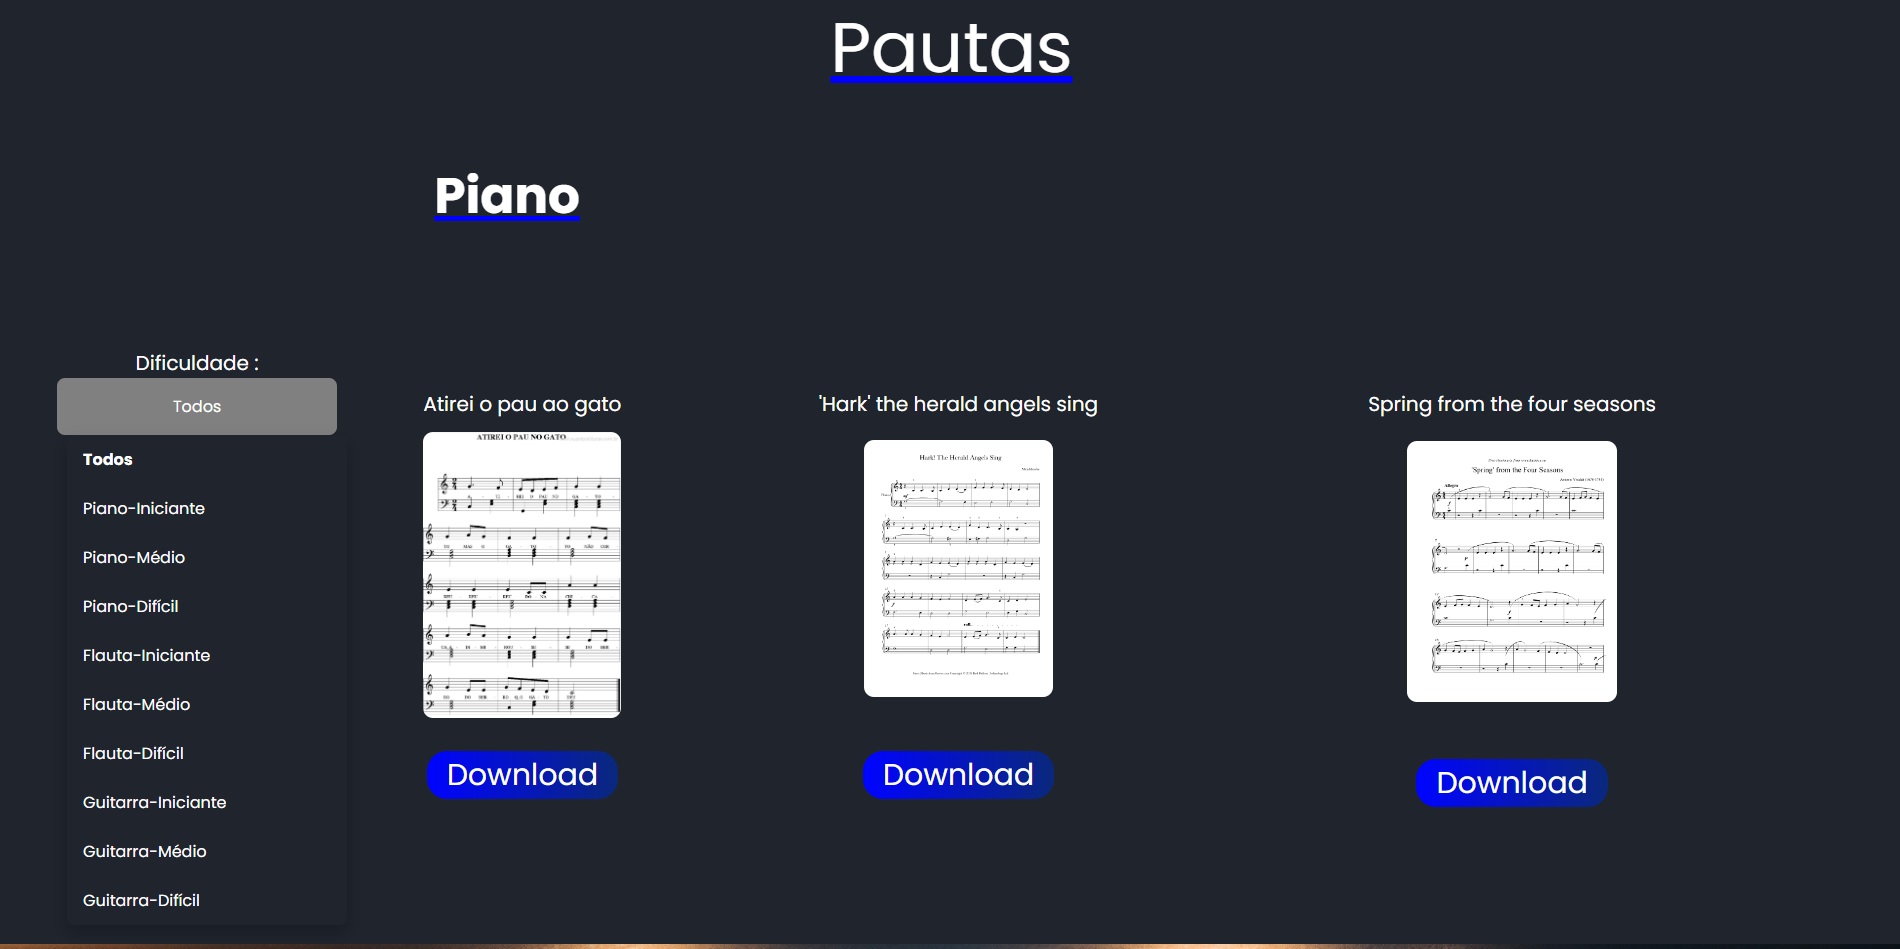 Pautas
Piano
Dificuldade :
Todos
Todos
Piano-Iniciante
Piano-Médio
Piano-Difícil
Flauta-Iniciante
Flauta-Médio
Flauta-Difícil
Guitarra-Iniciante
Guitarra-Médio
Guitarra-Difícil
Atirei o pau ao gato
ATIREI O PAU NO GATO
Download
'Hark' the herald angels sing
Hark! The Herald Angels Sing
Download
Spring from the four seasons
'Spring' from the Four Seasons
Allegro
Download